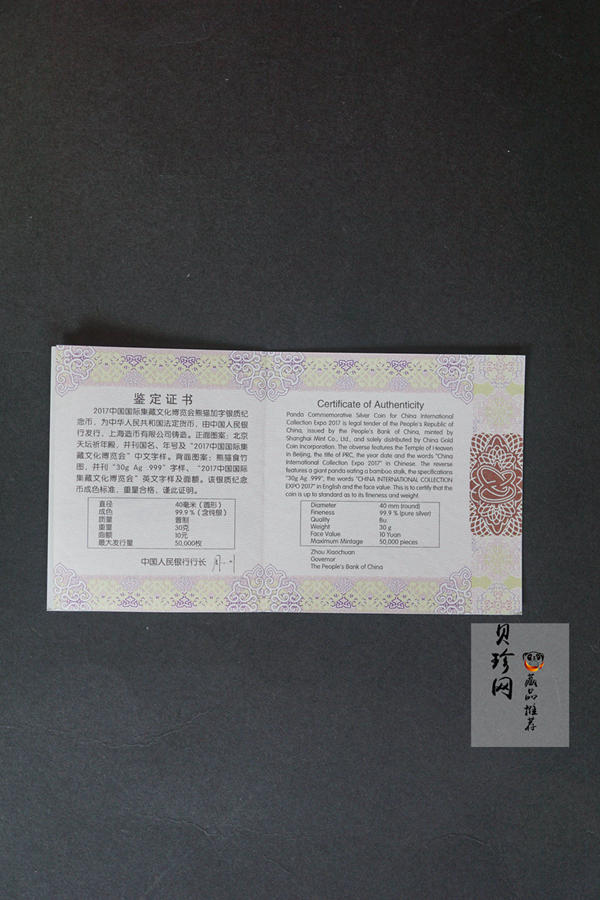 鉴定证书
2017中国国际集藏文化博览会熊猫加字银质纪
念币，为中华人民共和国法定货币，由中国人民银
行发行，上海造币有限公司铸造。正面图案：北京
天坛祈年殿，并刊国名、年号及“2017中国国际集
藏文化博览会”中文字样。背面图案：熊猫食竹
图，并刊“30g Ag .999”字样、“2017中国国际
集藏文化博览会”英文字样及面额。该银质纪念
币成色标准，重量合格，谨此证明。
直径 40毫米（圆形）
成色 99.9％（含纯银）
质量 普制
重量 30克
面额 10元
最大发行量 50,000枚
中国人民银行行长
Certificate of Authenticity
Panda Commemorative Silver Coin for China International
Collection Expo 2017 is legal tender of the People's Republic of
China, issued by the People's Bank of China, minted by
Shanghai Mint Co., Ltd., and solely distributed by China Gold
Coin Incorporation. The obverse features the Temple of Heaven
in Beijing, the title of PRC, the year date and the words "China
International Collection Expo 2017" in Chinese. The reverse
features a giant panda eating a bamboo stalk, the specifications
"30g Ag .999", the words "CHINA INTERNATIONAL COLLECTION
EXPO 2017" in English and the face value. This is to certify that the
coin is up to standard as to its fineness and weight.
Diameter 40 mm (round)
Fineness 99.9 % (pure silver)
Quality Bu
Weight 30 g
Face Value 10 Yuan
Maximum Mintage 50,000 pieces
Zhou Xiaochuan
Governor
The People's Bank of China
贝珍网
藏品推荐